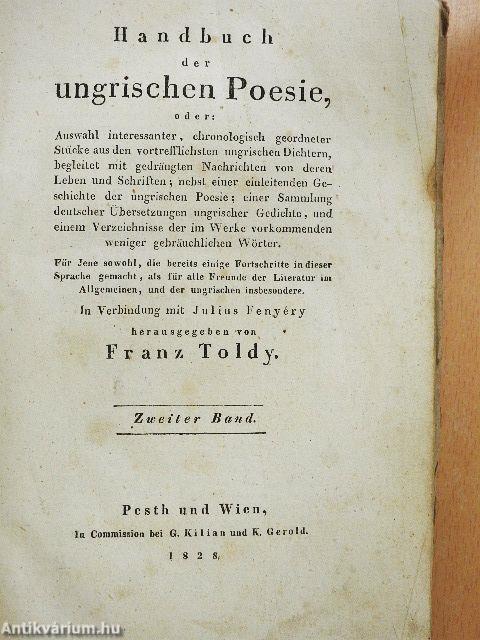 Handbuch
der
ungrischen Poesie,
oder:
Auswahl interessanter, chronologisch geordneter
Stücke aus den vortrefflichsten ungrischen Dichtern,
begleitet mit gedrängten Nachrichten von deren
Leben und Schriften; nebst einer einleitenden Ge-
schichte der ungrischen Poesie; einer Sammlung
deutscher Übersetzungen ungrischer Gedichte, und
einem Verzeichnisse der im Werke vorkommenden
weniger gebräuchlichen Wörter.
Für Jene sowohl, die bereits einige Fortschritte in dieser
Sprache gemacht, als für alle Freunde der Literatur im
Allgemeinen, und der ungrischen insbesondere.
In Verbindung mit Julius Fenyéry
herausgegeben von
Franz Toldy.
Zweiter Band.
Pesth und Wien,
In Commission bei G. Kilian und K. Gerold.
1828.
Antikvárium.hu